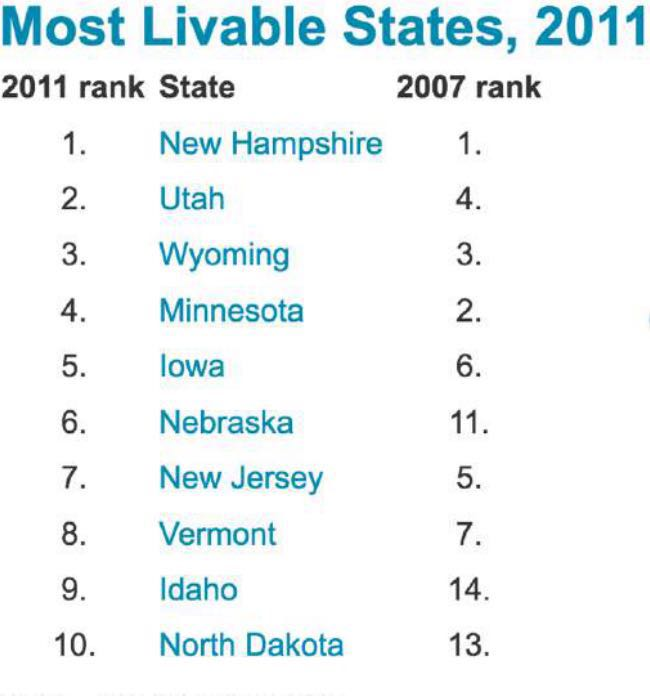 Most Livable States, 2011
2011 rank State 2007 rank
1. New Hampshire 1.
2. Utah 4.
3. Wyoming 3.
4. Minnesota 2.
5. Iowa 6.
6. Nebraska 11.
7. New Jersey 5.
8. Vermont 7.
9. Idaho 14.
10. North Dakota 13.